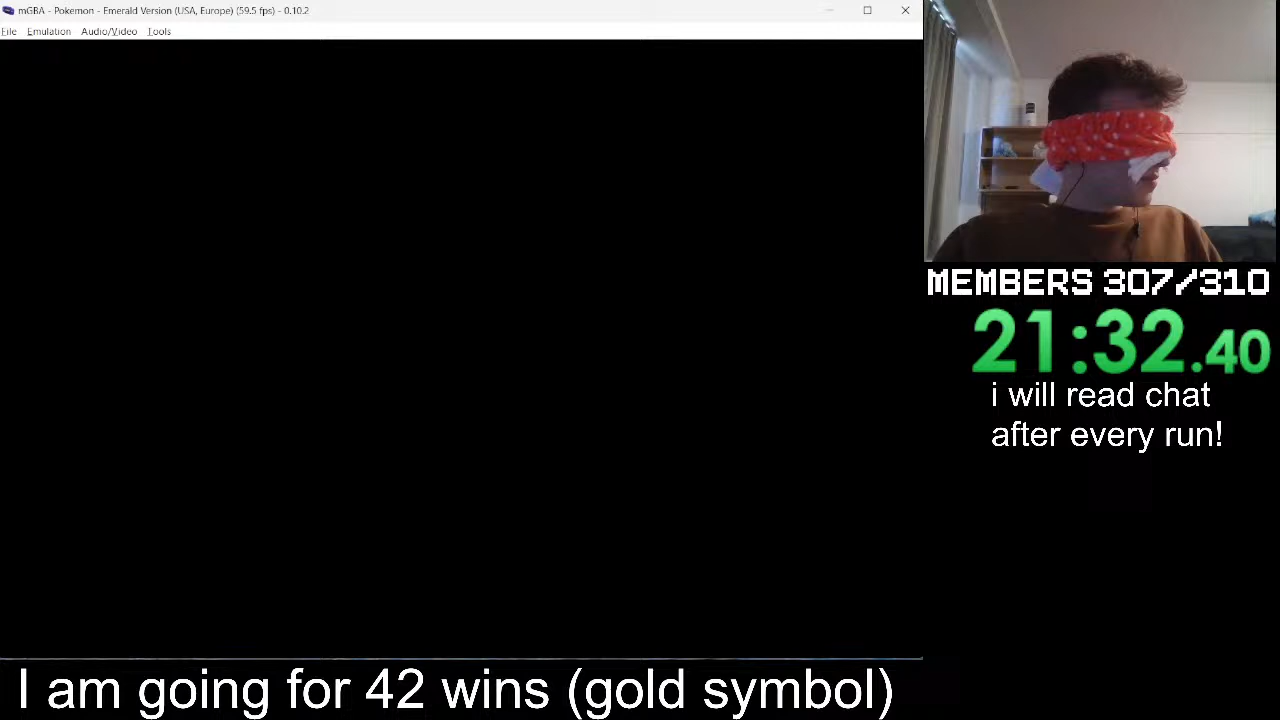 mGBA - Pokemon - Emerald Version (USA, Europe) (59.5 fps) - 0.10.2
File Emulation Audio/Video Tools
MEMBERS 307/310
21:32.40
i will read chat
after every run!
I am going for 42 wins (gold symbol)